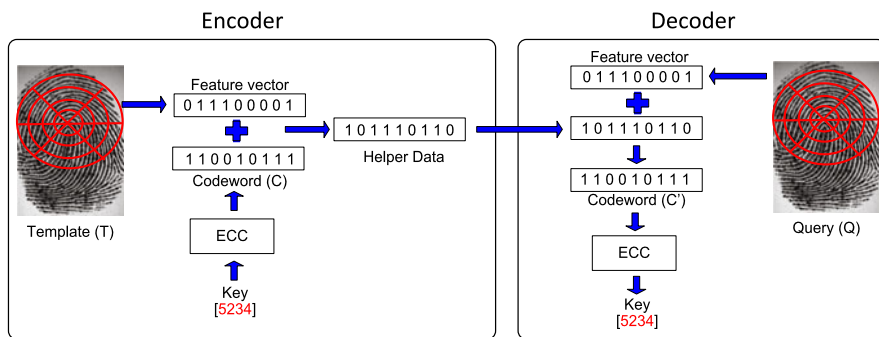 Encoder
Feature vector
0 1 1 1 0 0 0 0 1
1 1 0 0 1 0 1 1 1
Codeword (C)
ECC
Key
[5234]
Template (T)
1 0 1 1 1 0 1 1 0
Helper Data
Decoder
Feature vector
0 1 1 1 0 0 0 0 1
1 0 1 1 1 0 1 1 0
1 1 0 0 1 0 1 1 1
Codeword (C’)
ECC
Key
[5234]
Query (Q)